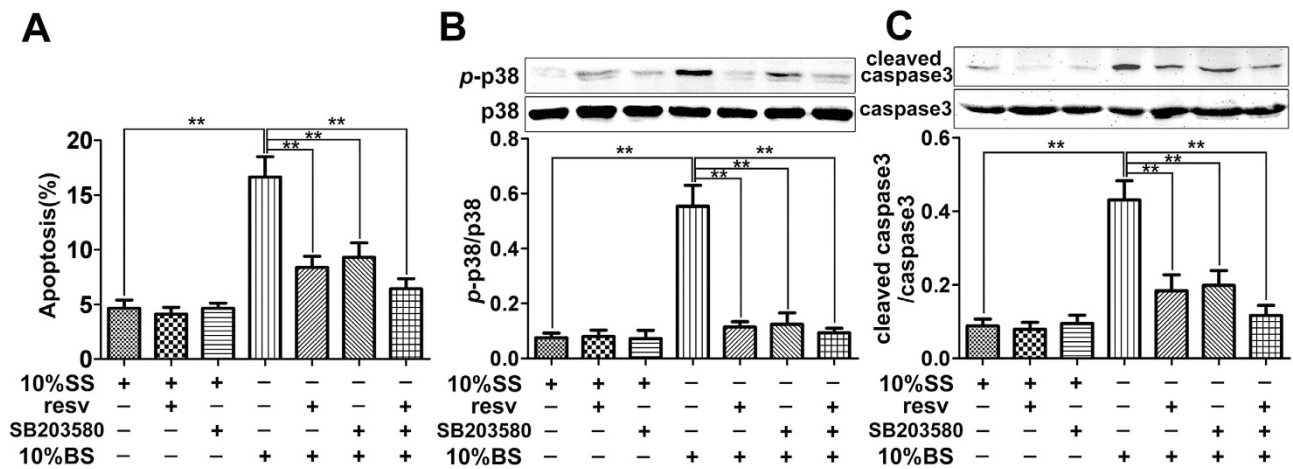 A
Apoptosis(%)
20
15
10
5
0
**
**
**
**
10%SS + + + – – – –
resv – + – – + – +
SB203580 – – + – – + +
10%BS – – – + + + +
B
p-p38
p38
p-p38/p38
0.8
0.6
0.4
0.2
0.0
**
**
**
**
10%SS + + + – – – –
resv – + – – + – +
SB203580 – – + – – + +
10%BS – – – + + + +
C
cleaved
caspase3
caspase3
cleaved caspase3
/caspase3
0.6
0.4
0.2
0.0
**
**
**
**
10%SS + + + – – – –
resv – + – – + – +
SB203580 – – + – – + +
10%BS – – – + + + +